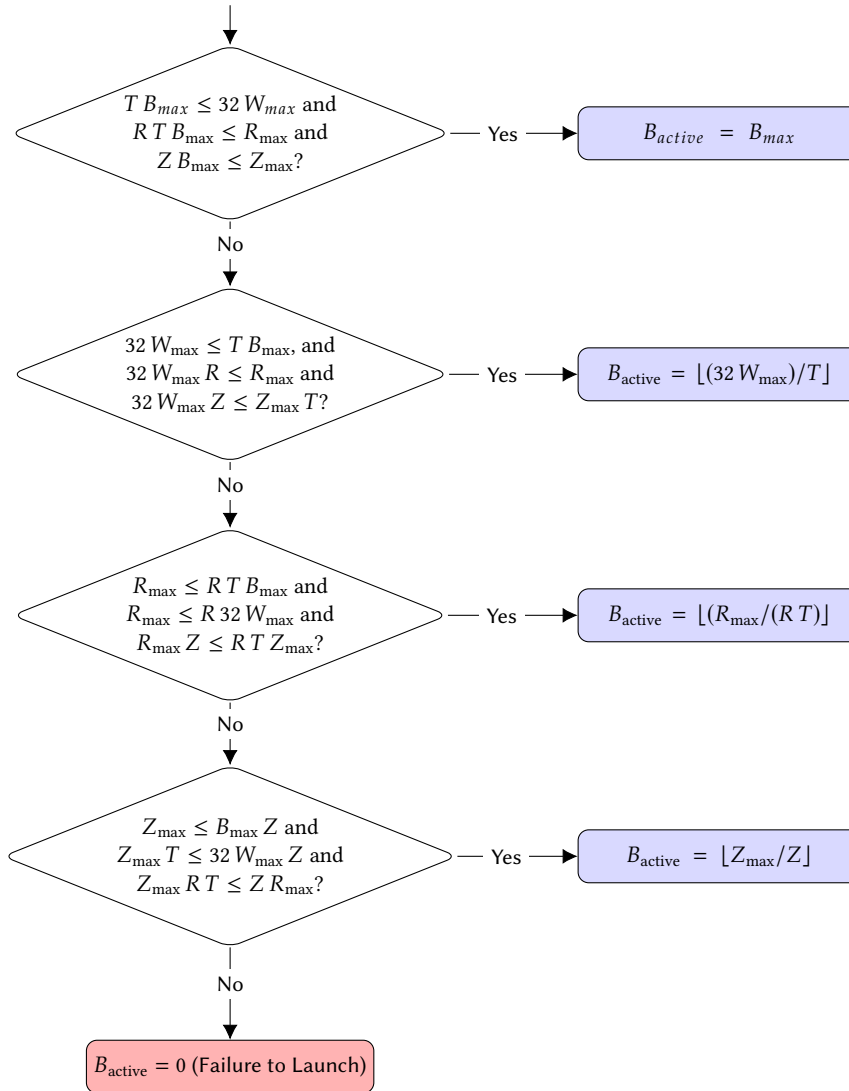 T B_max ≤ 32 W_max and
R T B_max ≤ R_max and
Z B_max ≤ Z_max?
Yes
B_active = B_max
No
32 W_max ≤ T B_max, and
32 W_max R ≤ R_max and
32 W_max Z ≤ Z_max T?
Yes
B_active = ⌊(32 W_max)/T⌋
No
R_max ≤ R T B_max and
R_max ≤ R 32 W_max and
R_max Z ≤ R T Z_max?
Yes
B_active = ⌊(R_max/(R T)⌋
No
Z_max ≤ B_max Z and
Z_max T ≤ 32 W_max Z and
Z_max R T ≤ Z R_max?
Yes
B_active = ⌊Z_max/Z⌋
No
B_active = 0 (Failure to Launch)